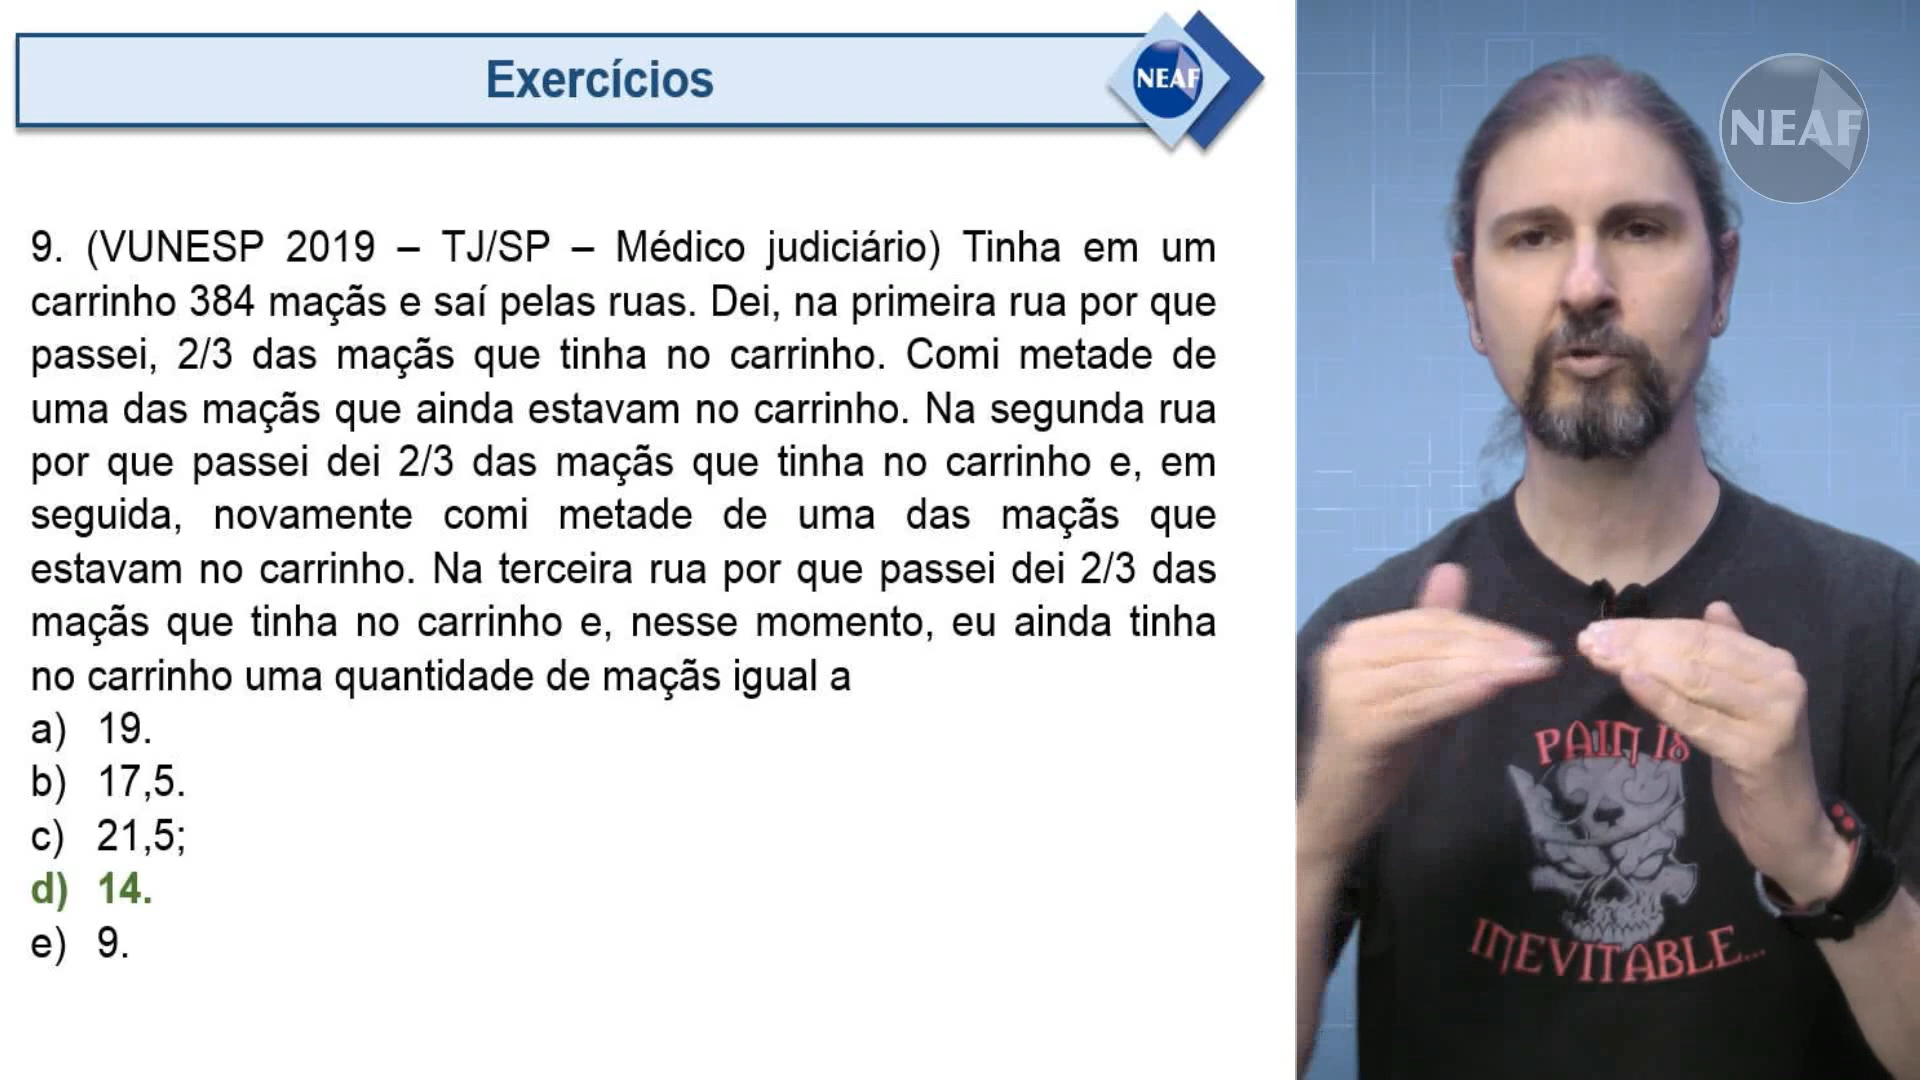 Exercícios
NEAF
NEAF
9. (VUNESP 2019 – TJ/SP – Médico judiciário) Tinha em um
carrinho 384 maçãs e saí pelas ruas. Dei, na primeira rua por que
passei, 2/3 das maçãs que tinha no carrinho. Comi metade de
uma das maçãs que ainda estavam no carrinho. Na segunda rua
por que passei dei 2/3 das maçãs que tinha no carrinho e, em
seguida, novamente comi metade de uma das maçãs que
estavam no carrinho. Na terceira rua por que passei dei 2/3 das
maçãs que tinha no carrinho e, nesse momento, eu ainda tinha
no carrinho uma quantidade de maçãs igual a
a) 19.
b) 17,5.
c) 21,5;
d) 14.
e) 9.
PAIN IS
INEVITABLE...